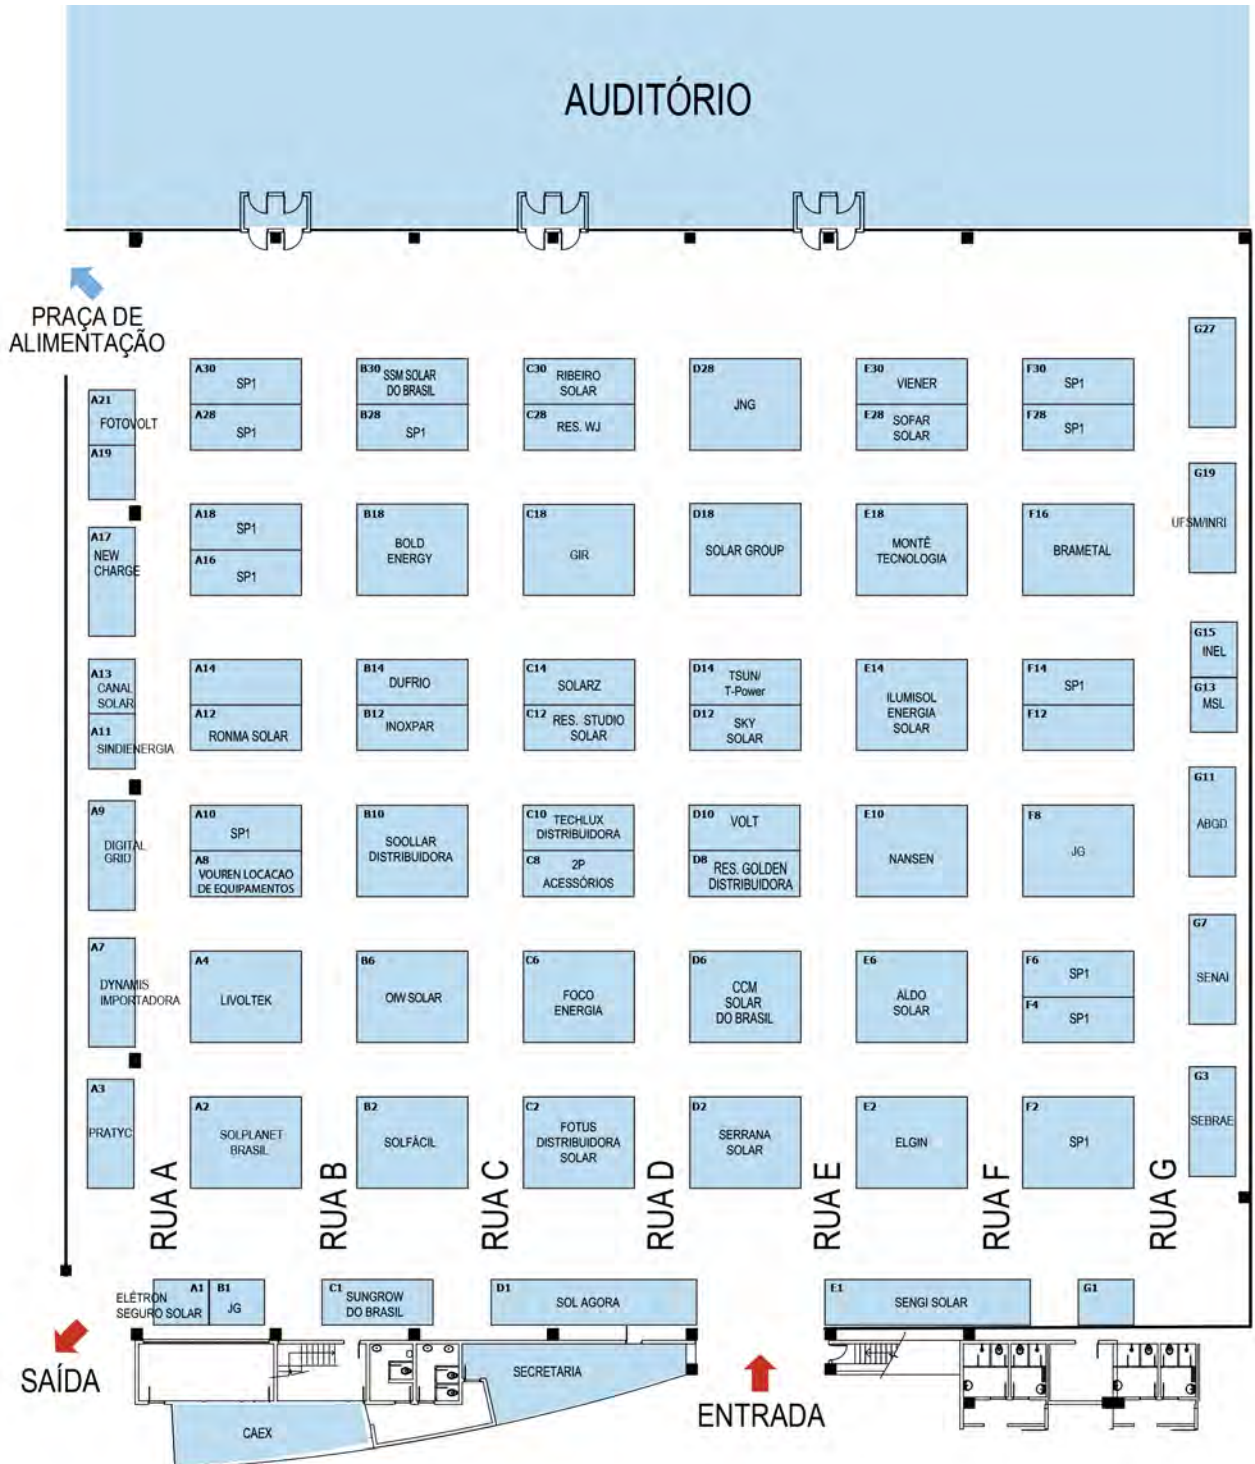 AUDITÓRIO
PRAÇA DE
ALIMENTAÇÃO
A21
FOTOVOLT
A19
A30
SP1
A28
SP1
B30
SSM SOLAR
DO BRASIL
B28
SP1
C30
RIBEIRO
SOLAR
C28
RES. WJ
D28
JNG
E30
VIENER
E28
SOFAR
SOLAR
F30
SP1
F28
SP1
G27
A17
NEW
CHARGE
A18
SP1
A16
SP1
B18
BOLD
ENERGY
C18
GIR
D18
SOLAR GROUP
E18
MONTÊ
TECNOLOGIA
F16
BRAMETAL
G19
UFSM/INRI
A13
CANAL
SOLAR
A11
SINDIENERGIA
A14
A12
RONMA SOLAR
B14
DUFRIO
B12
INOXPAR
C14
SOLARZ
C12
RES. STUDIO
SOLAR
D14
TSUN/
T-Power
D12
SKY
SOLAR
E14
ILUMISOL
ENERGIA
SOLAR
F14
SP1
F12
G15
INEL
G13
MSL
A9
DIGITAL
GRID
A10
SP1
A8
VOUREN LOCACAO
DE EQUIPAMENTOS
B10
SOOLLAR
DISTRIBUIDORA
C10
TECHLUX
DISTRIBUIDORA
C8
2P
ACESSÓRIOS
D10
VOLT
D8
RES. GOLDEN
DISTRIBUIDORA
E10
NANSEN
F8
JG
G11
ABGD
A7
DYNAMIS
IMPORTADORA
A4
LIVOLTEK
B6
OIW SOLAR
C6
FOCO
ENERGIA
D6
CCM
SOLAR
DO BRASIL
E6
ALDO
SOLAR
F6
SP1
F4
SP1
G7
SENAI
A3
PRATYC
A2
SOLPLANET
BRASIL
B2
SOLFÁCIL
C2
FOTUS
DISTRIBUIDORA
SOLAR
D2
SERRANA
SOLAR
E2
ELGIN
F2
SP1
G3
SEBRAE
RUA A
RUA B
RUA C
RUA D
RUA E
RUA F
RUA G
A1
ELÉTRON
SEGURO SOLAR
B1
JG
C1
SUNGROW
DO BRASIL
D1
SOL AGORA
E1
SENGI SOLAR
G1
SAÍDA
SECRETARIA
CAEX
ENTRADA